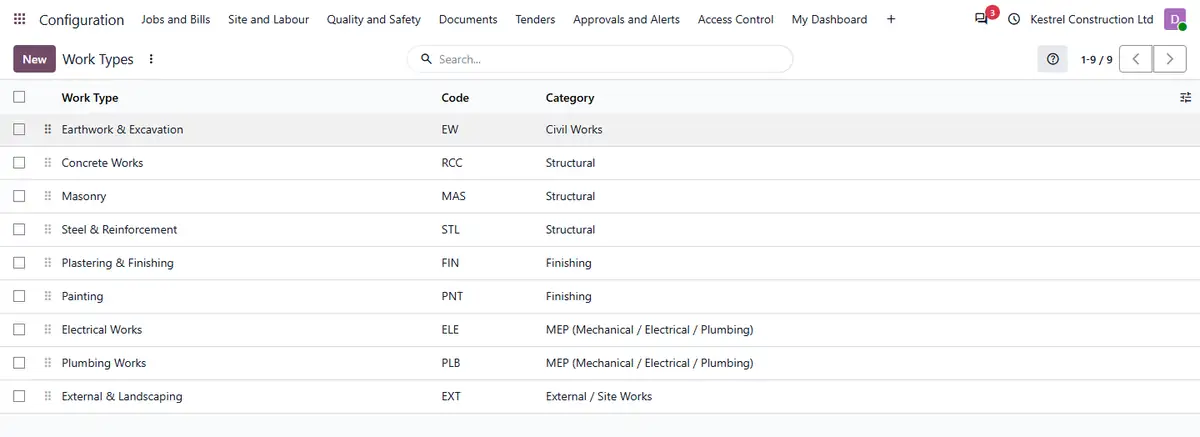 Configuration Jobs and Bills Site and Labour Quality and Safety Documents Tenders Approvals and Alerts Access Control My Dashboard + 3 Kestrel Construction Ltd D
New Work Types Search... 1-9 / 9
Work Type Code Category
Earthwork & Excavation EW Civil Works
Concrete Works RCC Structural
Masonry MAS Structural
Steel & Reinforcement STL Structural
Plastering & Finishing FIN Finishing
Painting PNT Finishing
Electrical Works ELE MEP (Mechanical / Electrical / Plumbing)
Plumbing Works PLB MEP (Mechanical / Electrical / Plumbing)
External & Landscaping EXT External / Site Works